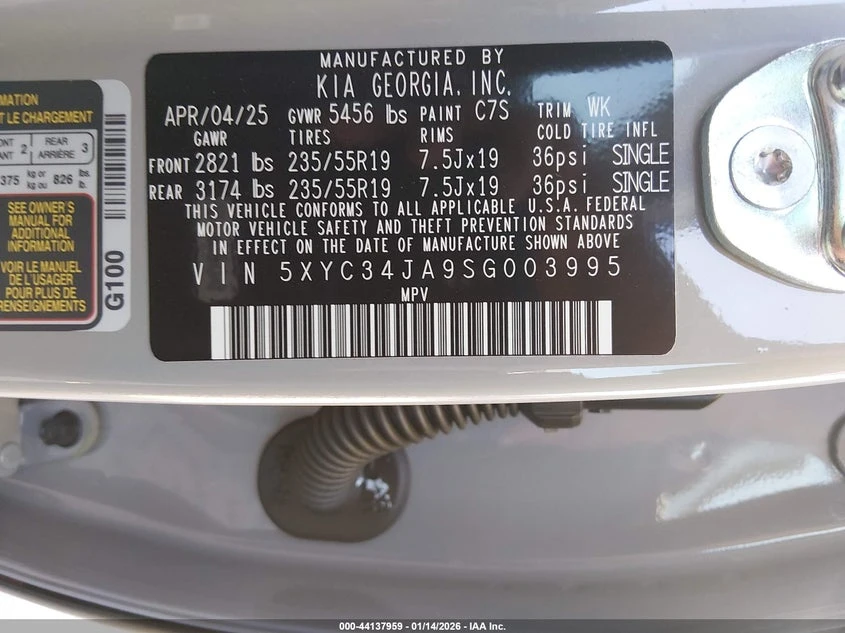 MATION
LE CHARGEMENT
2
REAR
ARRIÈRE 3
375 kg or
kg ou 826 lbs.
lb.
SEE OWNER'S
MANUAL FOR
ADDITIONAL
INFORMATION
VOIR LE MANUEL
DE L'USAGER
POUR PLUS DE
RENSEIGNEMENTS
G100
MANUFACTURED BY
KIA GEORGIA, INC.
APR/04/25 GVWR 5456 lbs PAINT C7S TRIM WK
GAWR TIRES RIMS COLD TIRE INFL
FRONT 2821 lbs 235/55R19 7.5Jx19 36psi SINGLE
REAR 3174 lbs 235/55R19 7.5Jx19 36psi SINGLE
THIS VEHICLE CONFORMS TO ALL APPLICABLE U.S.A. FEDERAL
MOTOR VEHICLE SAFETY AND THEFT PREVENTION STANDARDS
IN EFFECT ON THE DATE OF MANUFACTURE SHOWN ABOVE
VIN 5XYC34JA9SG003995
MPV
000-44137959 - 01/14/2026 - IAA Inc.